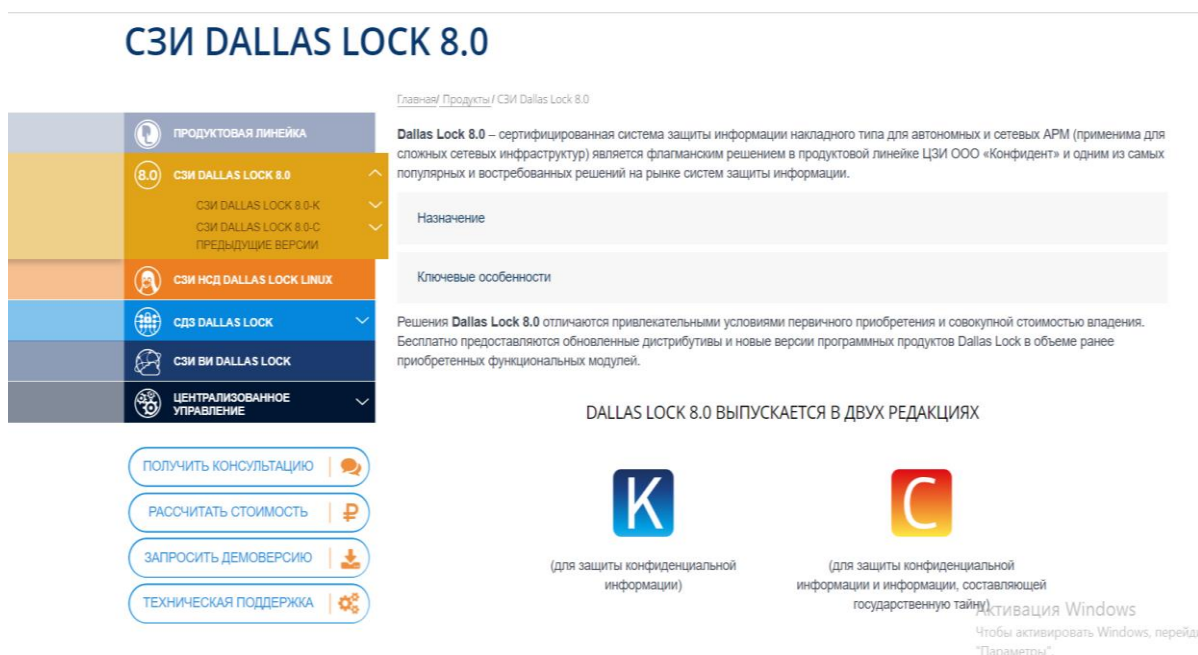 СЗИ DALLAS LOCK 8.0
Главная/ Продукты / СЗИ Dallas Lock 8.0
ПРОДУКТОВАЯ ЛИНЕЙКА
8.0 СЗИ DALLAS LOCK 8.0
СЗИ DALLAS LOCK 8.0-К
СЗИ DALLAS LOCK 8.0-С
ПРЕДЫДУЩИЕ ВЕРСИИ
СЗИ НСД DALLAS LOCK LINUX
СДЗ DALLAS LOCK
СЗИ ВИ DALLAS LOCK
ЦЕНТРАЛИЗОВАННОЕ
УПРАВЛЕНИЕ
ПОЛУЧИТЬ КОНСУЛЬТАЦИЮ
РАССЧИТАТЬ СТОИМОСТЬ
ЗАПРОСИТЬ ДЕМОВЕРСИЮ
ТЕХНИЧЕСКАЯ ПОДДЕРЖКА
Dallas Lock 8.0 – сертифицированная система защиты информации накладного типа для автономных и сетевых АРМ (применима для
сложных сетевых инфраструктур) является флагманским решением в продуктовой линейке ЦЗИ ООО «Конфидент» и одним из самых
популярных и востребованных решений на рынке систем защиты информации.
Назначение
Ключевые особенности
Решения Dallas Lock 8.0 отличаются привлекательными условиями первичного приобретения и совокупной стоимостью владения.
Бесплатно предоставляются обновленные дистрибутивы и новые версии программных продуктов Dallas Lock в объеме ранее
приобретенных функциональных модулей.
DALLAS LOCK 8.0 ВЫПУСКАЕТСЯ В ДВУХ РЕДАКЦИЯХ
К
(для защиты конфиденциальной
информации)
С
(для защиты конфиденциальной
информации и информации, составляющей
государственную тайну)
Активация Windows
Чтобы активировать Windows, перейд
"Параметры".